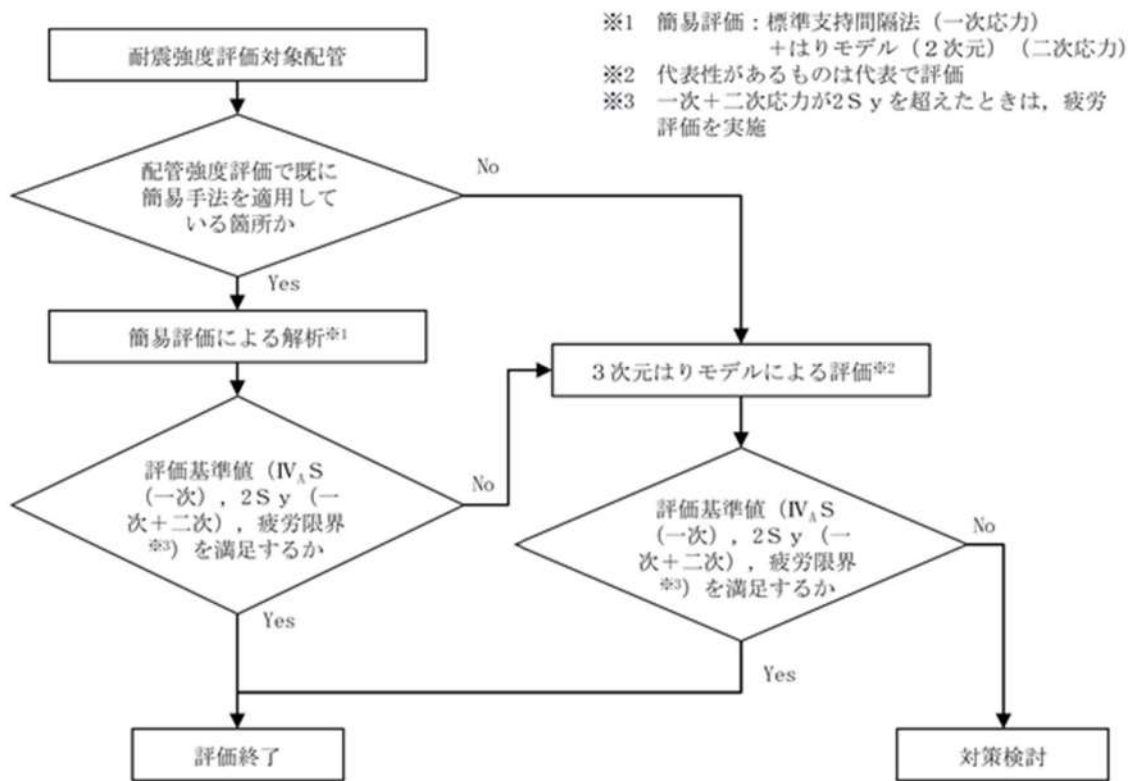 ※1 簡易評価：標準支持間隔法（一次応力）
＋はりモデル（２次元）（二次応力）
※2 代表性があるものは代表で評価
※3 一次＋二次応力が2Ｓｙを超えたときは，疲労
評価を実施
耐震強度評価対象配管
配管強度評価で既に
簡易手法を適用して
いる箇所か
No
Yes
簡易評価による解析※1
３次元はりモデルによる評価※2
評価基準値（Ⅳ_AＳ
（一次），2Ｓｙ（一
次＋二次），疲労限界
※3）を満足するか
No
Yes
評価基準値（Ⅳ_AＳ
（一次），2Ｓｙ（一
次＋二次），疲労限界
※3）を満足するか
No
Yes
評価終了
対策検討